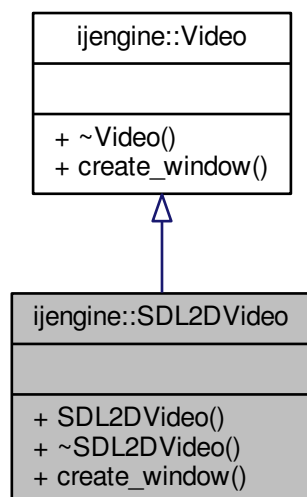 ijengine::Video
+ ~Video()
+ create_window()
ijengine::SDL2DVideo
+ SDL2DVideo()
+ ~SDL2DVideo()
+ create_window()